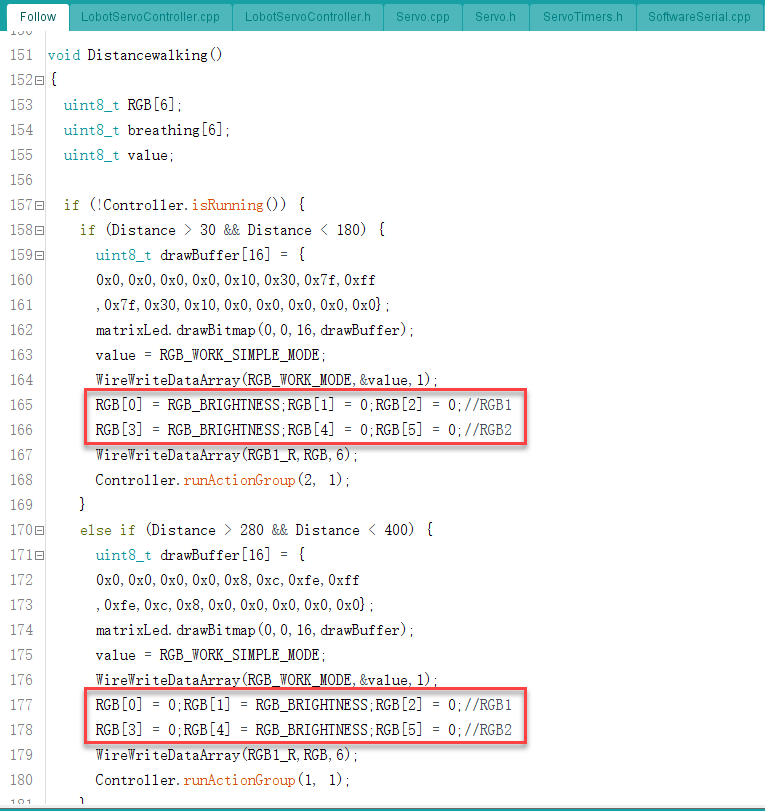 Follow LobotServoController.cpp LobotServoController.h Servo.cpp Servo.h ServoTimers.h SoftwareSerial.cpp
150
151 void Distancewalking()
152 {
153 uint8_t RGB[6];
154 uint8_t breathing[6];
155 uint8_t value;
156
157 if (!Controller.isRunning()) {
158 if (Distance > 30 && Distance < 180) {
159 uint8_t drawBuffer[16] = {
160 0x0,0x0,0x0,0x0,0x10,0x30,0x7f,0xff
161 ,0x7f,0x30,0x10,0x0,0x0,0x0,0x0,0x0};
162 matrixLed.drawBitmap(0,0,16,drawBuffer);
163 value = RGB_WORK_SIMPLE_MODE;
164 WireWriteDataArray(RGB_WORK_MODE,&value,1);
165 RGB[0] = RGB_BRIGHTNESS;RGB[1] = 0;RGB[2] = 0;//RGB1
166 RGB[3] = RGB_BRIGHTNESS;RGB[4] = 0;RGB[5] = 0;//RGB2
167 WireWriteDataArray(RGB1_R,RGB,6);
168 Controller.runActionGroup(2, 1);
169 }
170 else if (Distance > 280 && Distance < 400) {
171 uint8_t drawBuffer[16] = {
172 0x0,0x0,0x0,0x0,0x8,0xc,0xfe,0xff
173 ,0xfe,0xc,0x8,0x0,0x0,0x0,0x0,0x0};
174 matrixLed.drawBitmap(0,0,16,drawBuffer);
175 value = RGB_WORK_SIMPLE_MODE;
176 WireWriteDataArray(RGB_WORK_MODE,&value,1);
177 RGB[0] = 0;RGB[1] = RGB_BRIGHTNESS;RGB[2] = 0;//RGB1
178 RGB[3] = 0;RGB[4] = RGB_BRIGHTNESS;RGB[5] = 0;//RGB2
179 WireWriteDataArray(RGB1_R,RGB,6);
180 Controller.runActionGroup(1, 1);
181 }